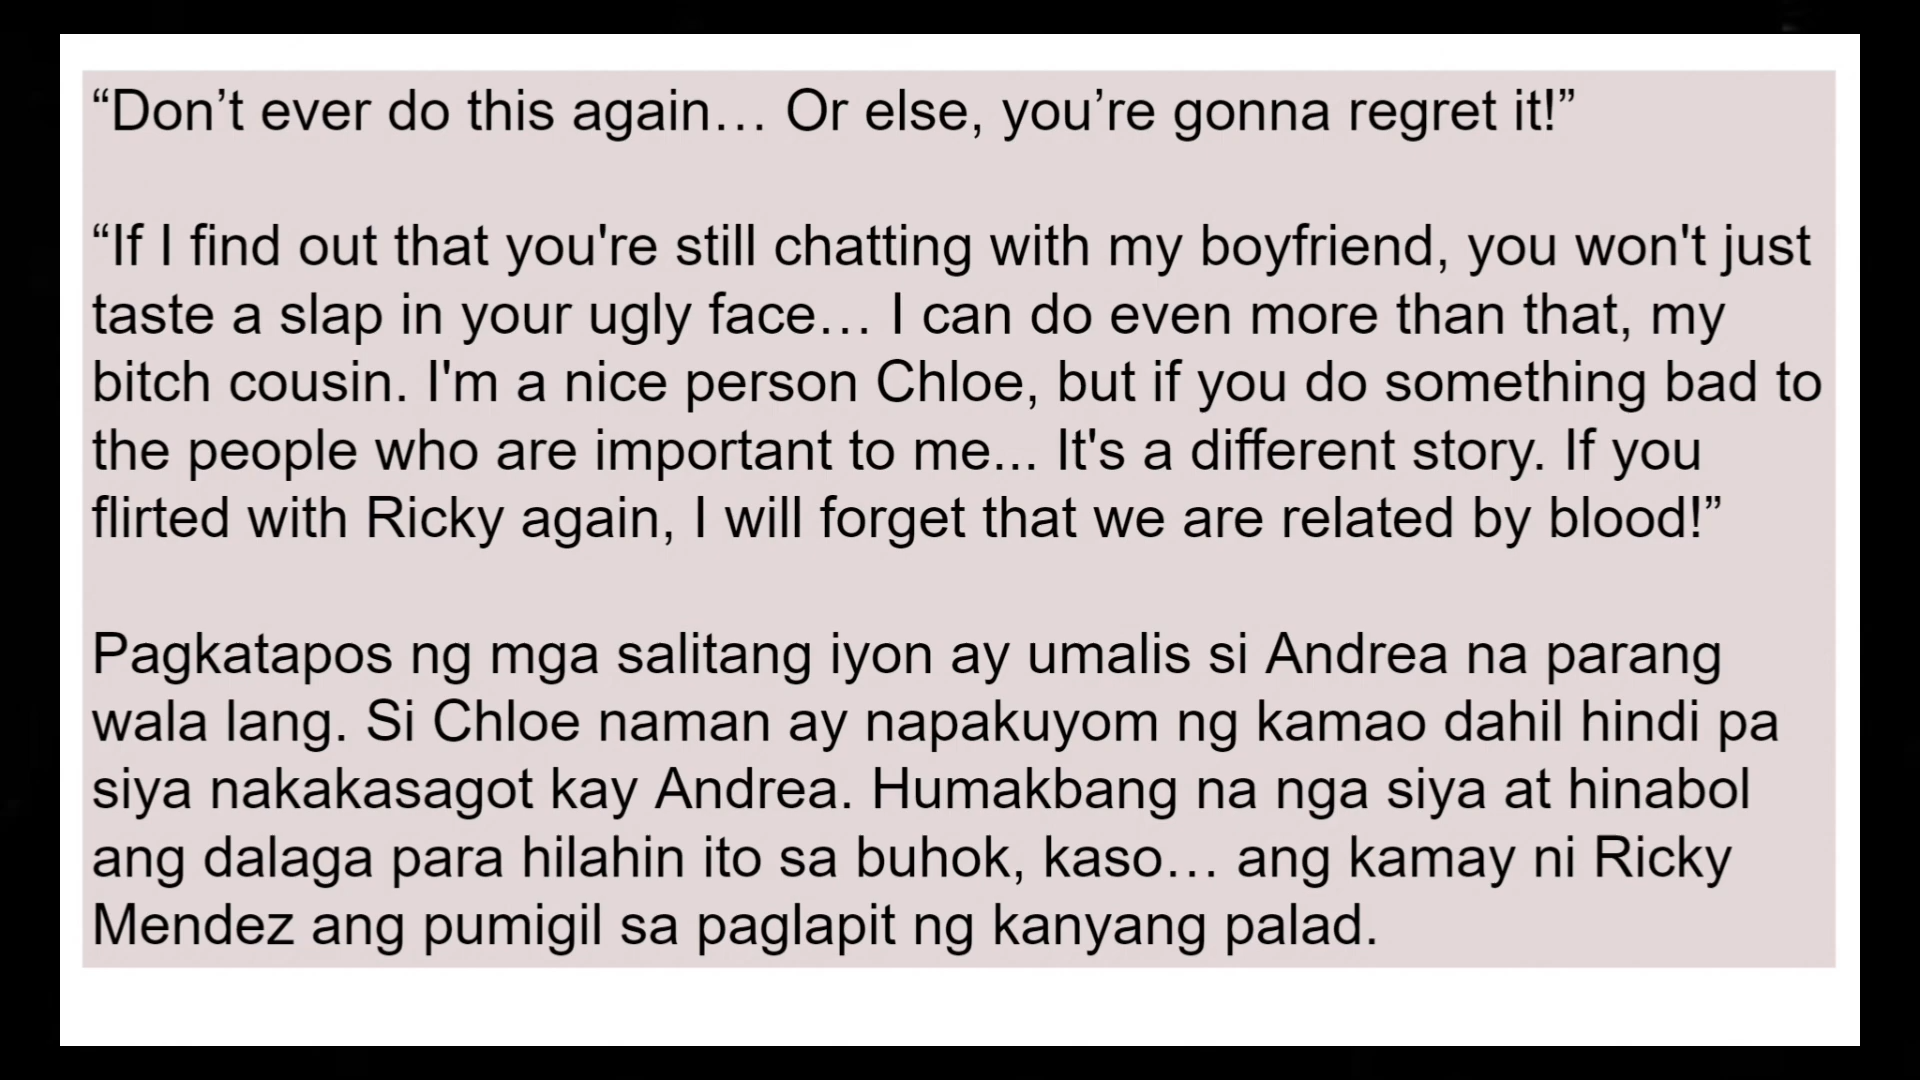 “Don’t ever do this again… Or else, you’re gonna regret it!”
“If I find out that you're still chatting with my boyfriend, you won't just
taste a slap in your ugly face… I can do even more than that, my
bitch cousin. I'm a nice person Chloe, but if you do something bad to
the people who are important to me... It's a different story. If you
flirted with Ricky again, I will forget that we are related by blood!”
Pagkatapos ng mga salitang iyon ay umalis si Andrea na parang
wala lang. Si Chloe naman ay napakuyom ng kamao dahil hindi pa
siya nakakasagot kay Andrea. Humakbang na nga siya at hinabol
ang dalaga para hilahin ito sa buhok, kaso… ang kamay ni Ricky
Mendez ang pumigil sa paglapit ng kanyang palad.